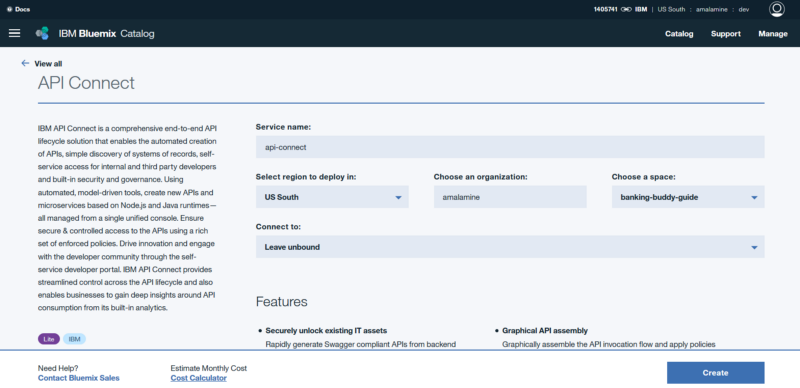 Docs
1405741 IBM | US South : amalamine : dev
IBM Bluemix Catalog
Catalog Support Manage
View all
API Connect
IBM API Connect is a comprehensive end-to-end API
lifecycle solution that enables the automated creation
of APIs, simple discovery of systems of records, self-
service access for internal and third party developers
and built-in security and governance. Using
automated, model-driven tools, create new APIs and
microservices based on Node.js and Java runtimes—
all managed from a single unified console. Ensure
secure & controlled access to the APIs using a rich
set of enforced policies. Drive innovation and engage
with the developer community through the self-
service developer portal. IBM API Connect provides
streamlined control across the API lifecycle and also
enables businesses to gain deep insights around API
consumption from its built-in analytics.
Lite IBM
Service name:
api-connect
Select region to deploy in: Choose an organization: Choose a space:
US South amalamine banking-buddy-guide
Connect to:
Leave unbound
Features
Securely unlock existing IT assets
Rapidly generate Swagger compliant APIs from backend
Graphical API assembly
Graphically assemble the API invocation flow and apply policies
Need Help?
Contact Bluemix Sales
Estimate Monthly Cost
Cost Calculator
Create